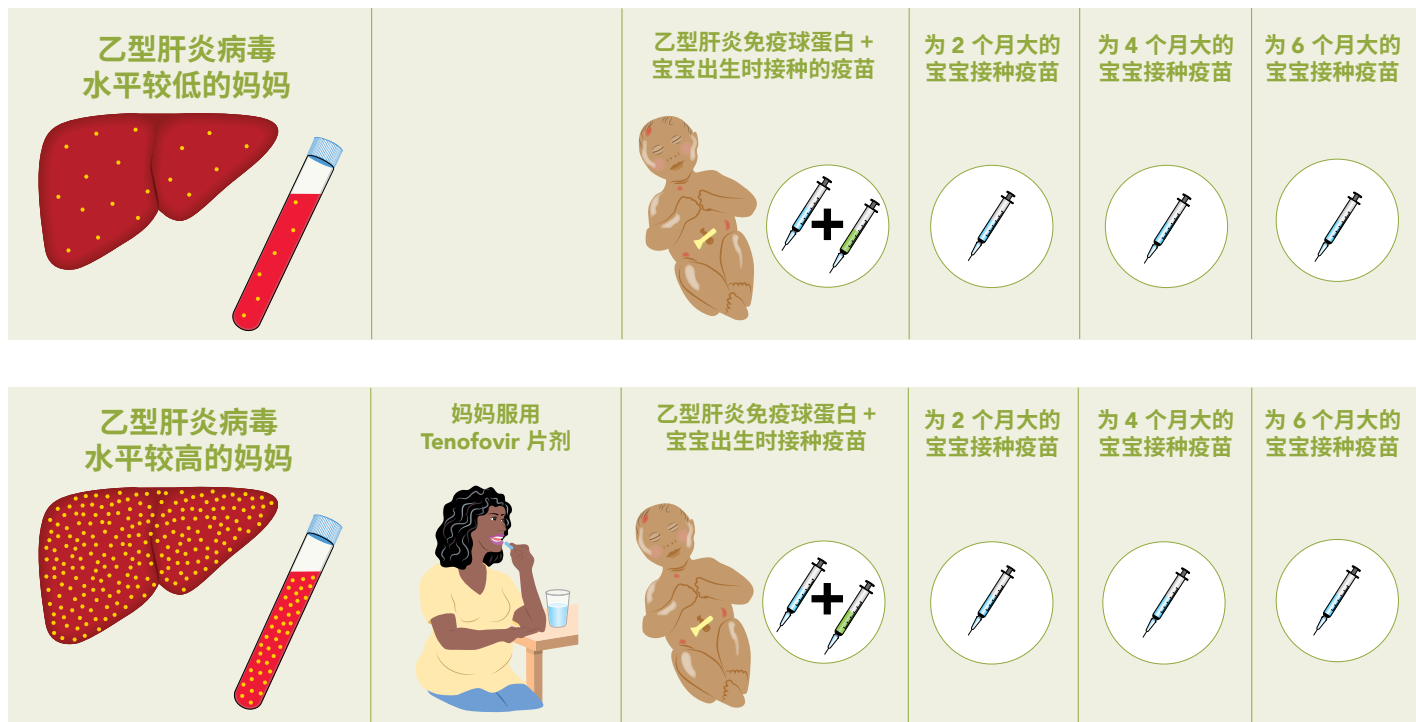 乙型肝炎病毒
水平较低的妈妈
乙型肝炎免疫球蛋白 +
宝宝出生时接种的疫苗
为 2 个月大的
宝宝接种疫苗
为 4 个月大的
宝宝接种疫苗
为 6 个月大的
宝宝接种疫苗
乙型肝炎病毒
水平较高的妈妈
妈妈服用
Tenofovir 片剂
乙型肝炎免疫球蛋白 +
宝宝出生时接种疫苗
为 2 个月大的
宝宝接种疫苗
为 4 个月大的
宝宝接种疫苗
为 6 个月大的
宝宝接种疫苗